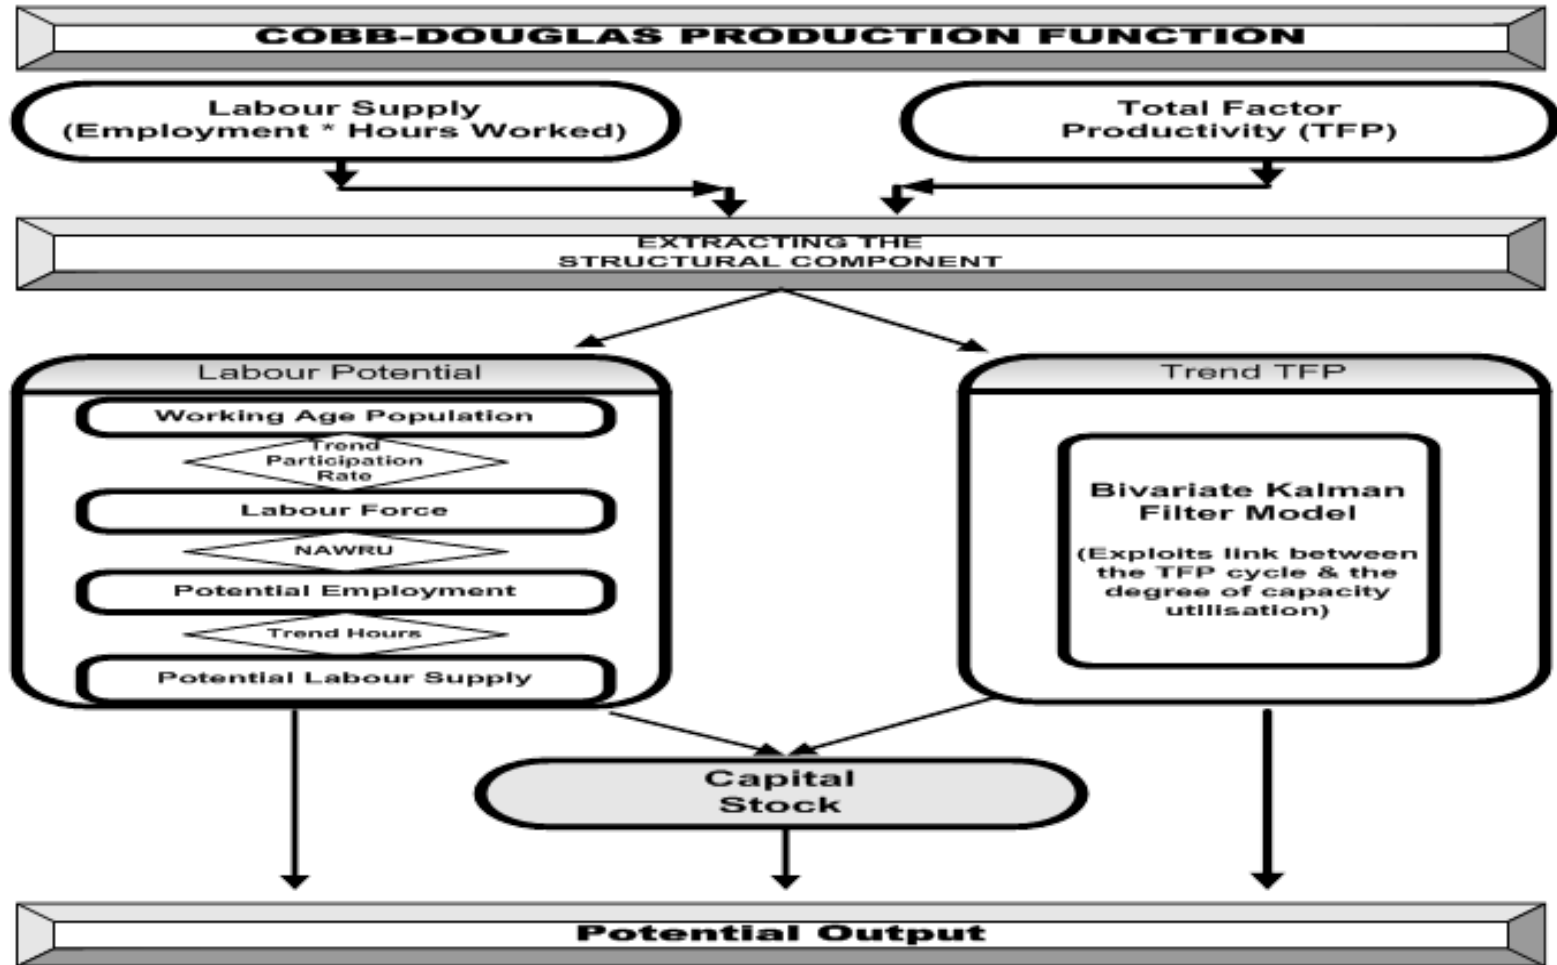 COBB-DOUGLAS PRODUCTION FUNCTION
Labour Supply
(Employment * Hours Worked)
Total Factor
Productivity (TFP)
EXTRACTING THE
STRUCTURAL COMPONENT
Labour Potential
Working Age Population
Trend
Participation
Rate
Labour Force
NAWRU
Potential Employment
Trend Hours
Potential Labour Supply
Trend TFP
Bivariate Kalman
Filter Model
(Exploits link between
the TFP cycle & the
degree of capacity
utilisation)
Capital
Stock
Potential Output